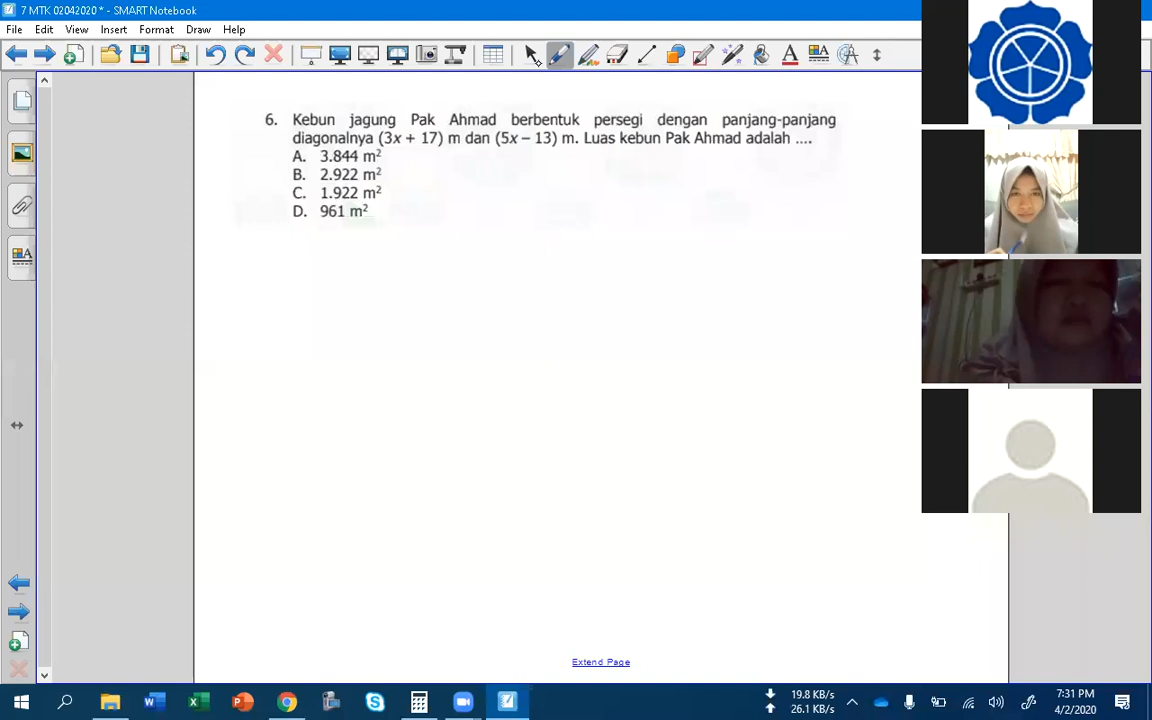 7 MTK 02042020 * - SMART Notebook
File Edit View Insert Format Draw Help
6. Kebun jagung Pak Ahmad berbentuk persegi dengan panjang-panjang
diagonalnya (3x + 17) m dan (5x – 13) m. Luas kebun Pak Ahmad adalah ....
A. 3.844 m²
B. 2.922 m²
C. 1.922 m²
D. 961 m²
Extend Page
19.8 KB/s
26.1 KB/s
7:31 PM
4/2/2020